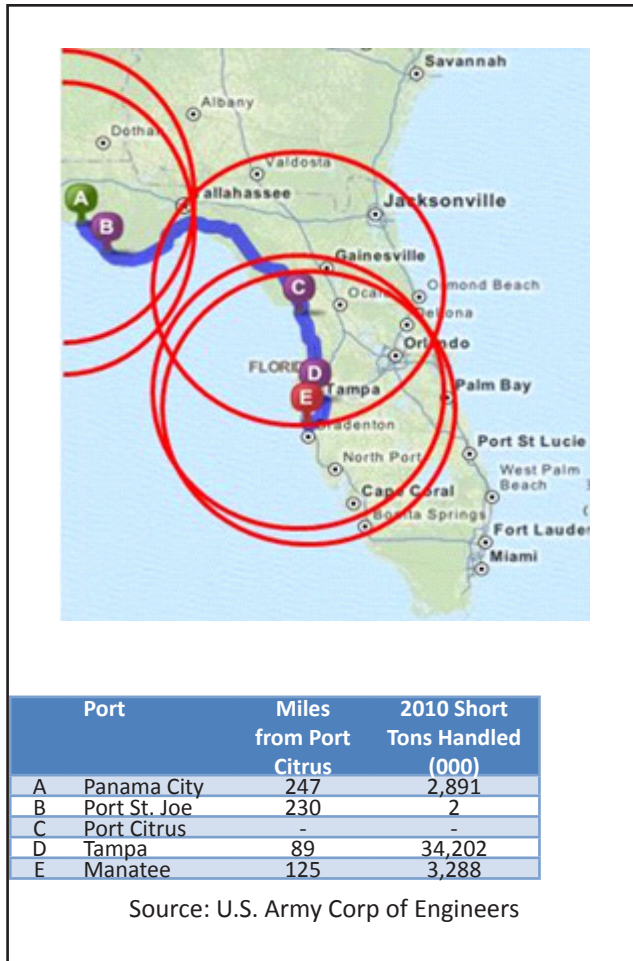 Savannah
Albany
Dothan
Valdosta
A
Tallahassee
B
Jacksonville
Gainesville
C
Ormond Beach
Ocala
Deltona
Orlando
FLORID
D
E
Tampa
Palm Bay
Bradenton
Port St Lucie
North Port
West Palm
Beach
Cape Coral
Bonita Springs
Fort Lauder
Miami
Port Miles 2010 Short
from Port Tons Handled
Citrus (000)
A Panama City 247 2,891
B Port St. Joe 230 2
C Port Citrus - -
D Tampa 89 34,202
E Manatee 125 3,288
Source: U.S. Army Corp of Engineers